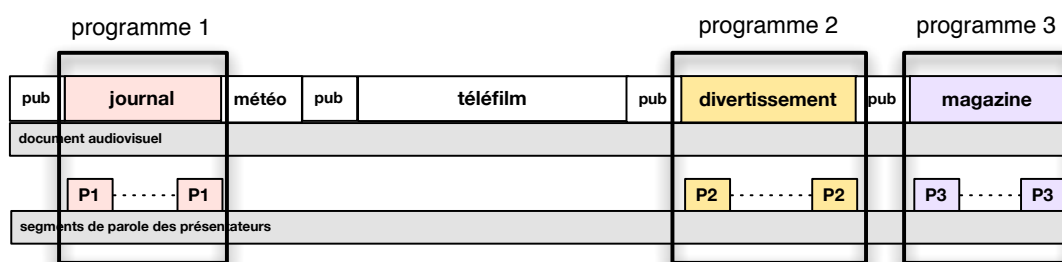 programme 1 programme 2 programme 3
pub journal météo pub téléfilm pub divertissement pub magazine
document audiovisuel
P1 P1 P2 P2 P3 P3
segments de parole des présentateurs